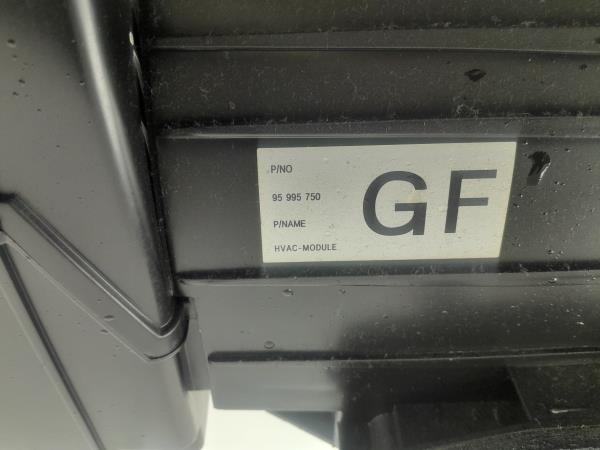 P/NO
95 995 750
P/NAME
HVAC-MODULE
GF